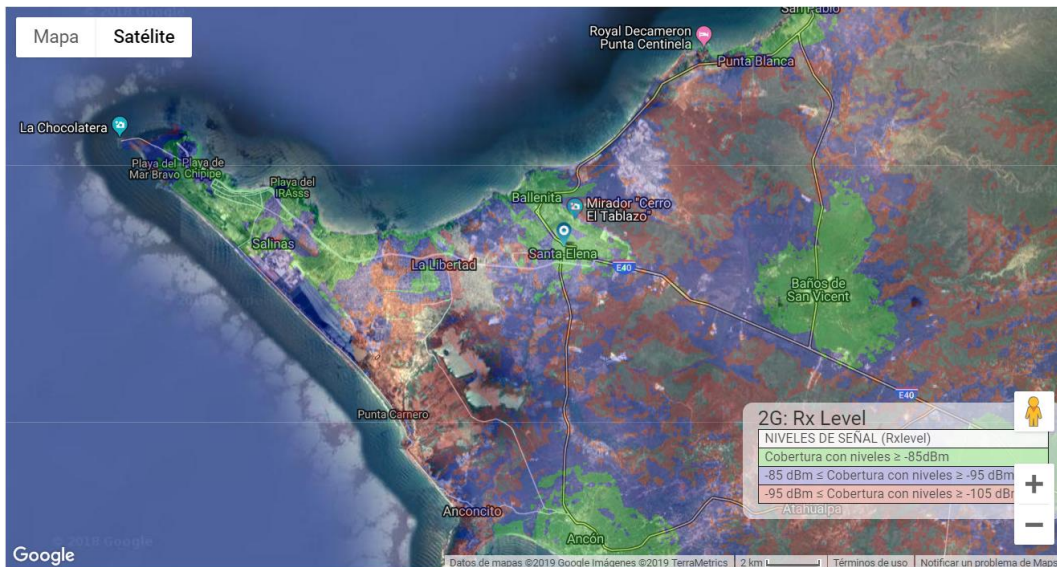 Mapa
Satélite
San Pablo
Royal Decameron
Punta Centinela
Punta Blanca
La Chocolatera
Playa del
Mar Bravo
Playa de
Chipipe
Playa del
IRAsss
Ballenita
Mirador "Cerro
El Tablazo"
Salinas
Santa Elena
La Libertad
E40
Baños de
San Vicent
E40
Punta Carnero
2G: Rx Level
NIVELES DE SEÑAL (Rxlevel)
Cobertura con niveles ≥ -85dBm
-85 dBm ≤ Cobertura con niveles ≥ -95 dBm
-95 dBm ≤ Cobertura con niveles ≥ -105 dBr
Atahualpa
Anconcito
Ancón
Google
Datos de mapas ©2019 Google Imágenes ©2019 TerraMetrics
2 km
Términos de uso
Notificar un problema de Maps